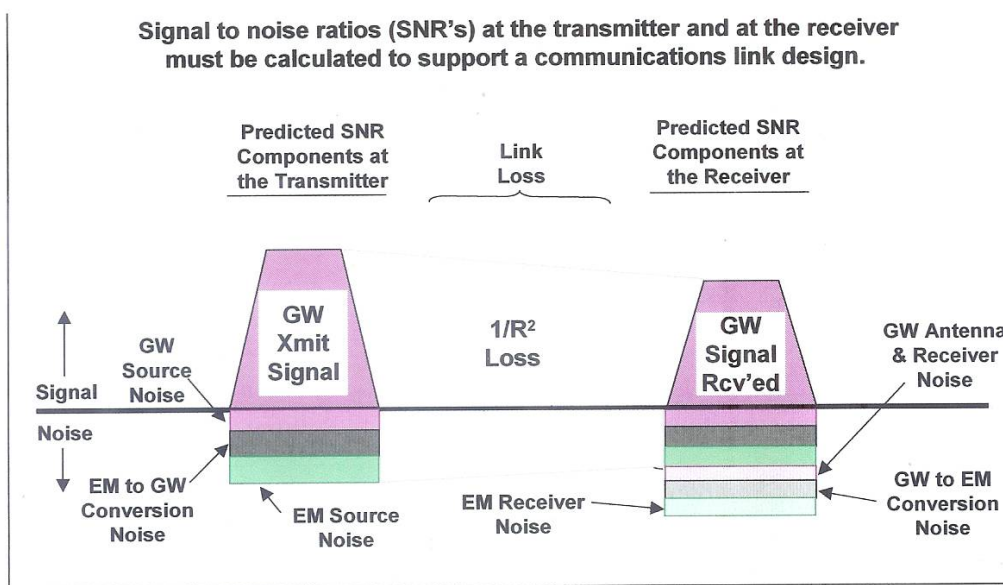 Signal to noise ratios (SNR's) at the transmitter and at the receiver
must be calculated to support a communications link design.
Predicted SNR
Components at
the Transmitter
Link
Loss
Predicted SNR
Components at
the Receiver
GW
Xmit
Signal
1/R²
Loss
GW
Signal
Rcv'ed
GW Antenna
& Receiver
Noise
GW
Source
Noise
Signal
Noise
EM to GW
Conversion
Noise
EM Source
Noise
EM Receiver
Noise
GW to EM
Conversion
Noise